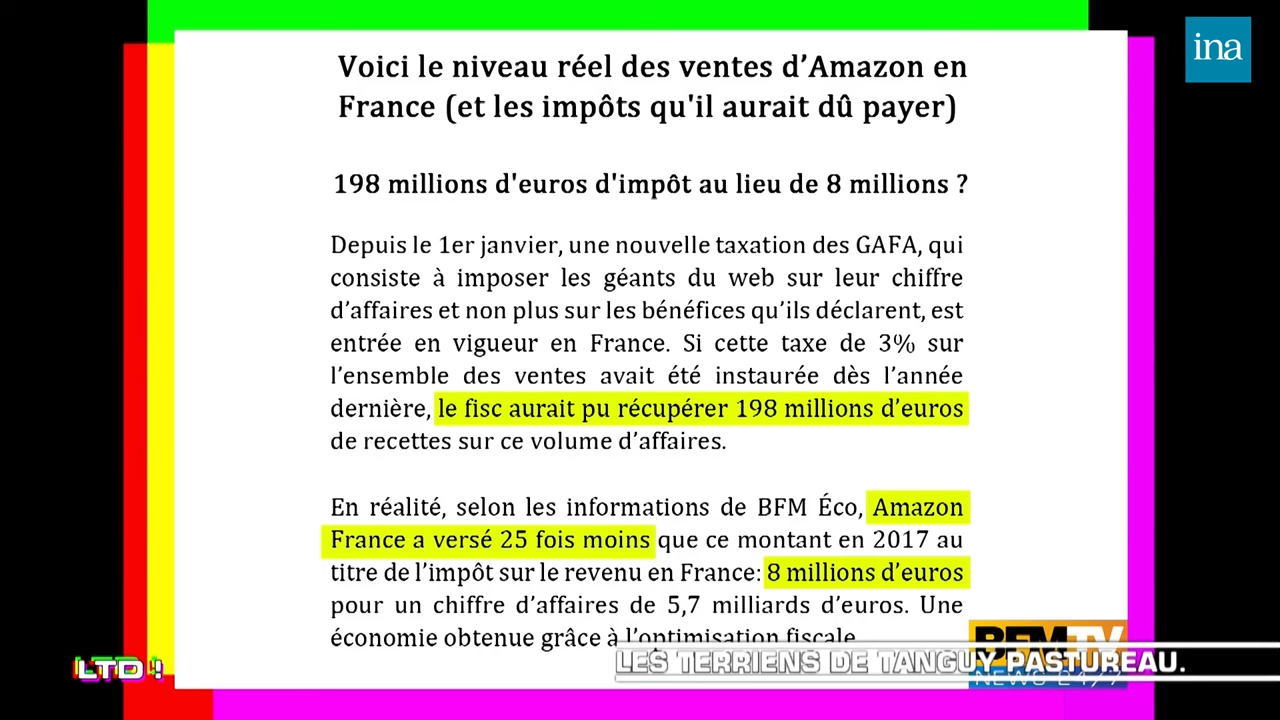 ina
Voici le niveau réel des ventes d’Amazon en
France (et les impôts qu'il aurait dû payer)
198 millions d'euros d'impôt au lieu de 8 millions ?
Depuis le 1er janvier, une nouvelle taxation des GAFA, qui
consiste à imposer les géants du web sur leur chiffre
d’affaires et non plus sur les bénéfices qu’ils déclarent, est
entrée en vigueur en France. Si cette taxe de 3% sur
l’ensemble des ventes avait été instaurée dès l’année
dernière, le fisc aurait pu récupérer 198 millions d’euros
de recettes sur ce volume d’affaires.
En réalité, selon les informations de BFM Éco, Amazon
France a versé 25 fois moins que ce montant en 2017 au
titre de l’impôt sur le revenu en France: 8 millions d’euros
pour un chiffre d’affaires de 5,7 milliards d’euros. Une
économie obtenue grâce à l’optimisation fiscale
BFMTV
NEWS 24/7
LTD !
LES TERRIENS DE TANGUY PASTUREAU.